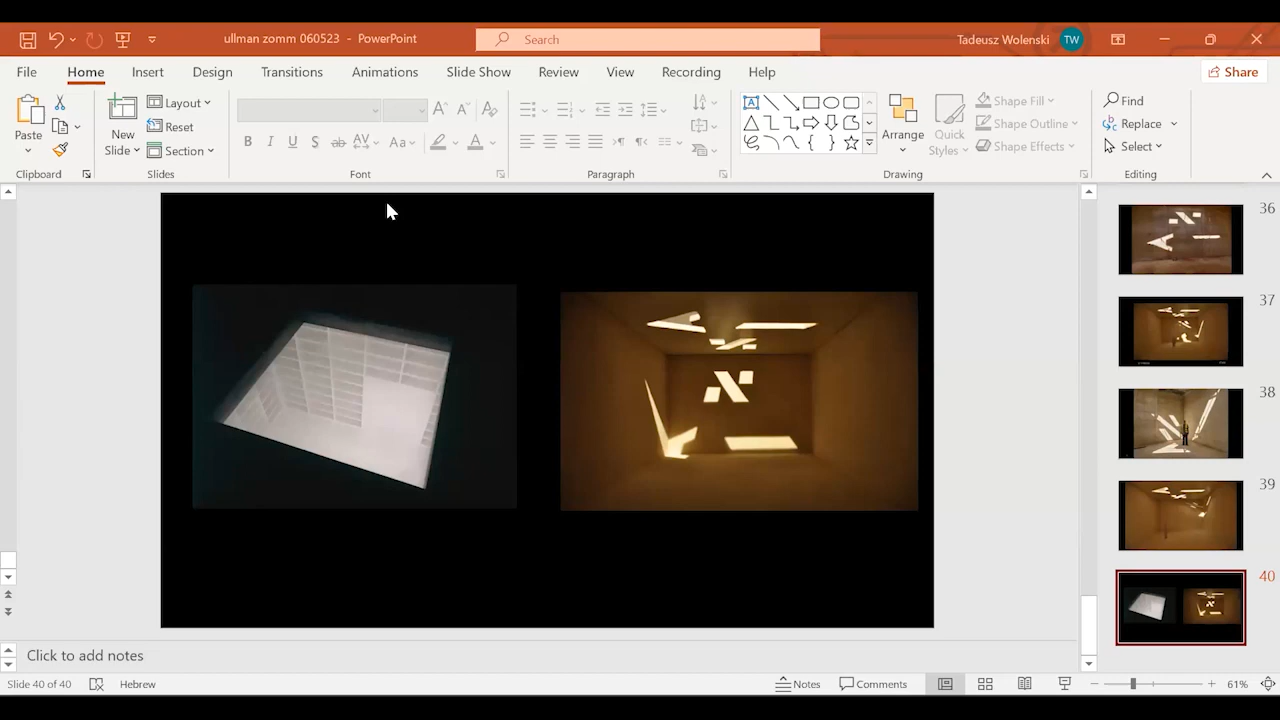 ullman zomm 060523 - PowerPoint
Search
Tadeusz Wolenski TW
File Home Insert Design Transitions Animations Slide Show Review View Recording Help Share
Paste
New Slide
Layout
Reset
Section
B I U S ab AV Aa A
Arrange
Quick Styles
Shape Fill
Shape Outline
Shape Effects
Find
Replace
Select
Clipboard Slides Font Paragraph Drawing Editing
36
37
38
39
40
א
Click to add notes
Slide 40 of 40 Hebrew Notes Comments 61%